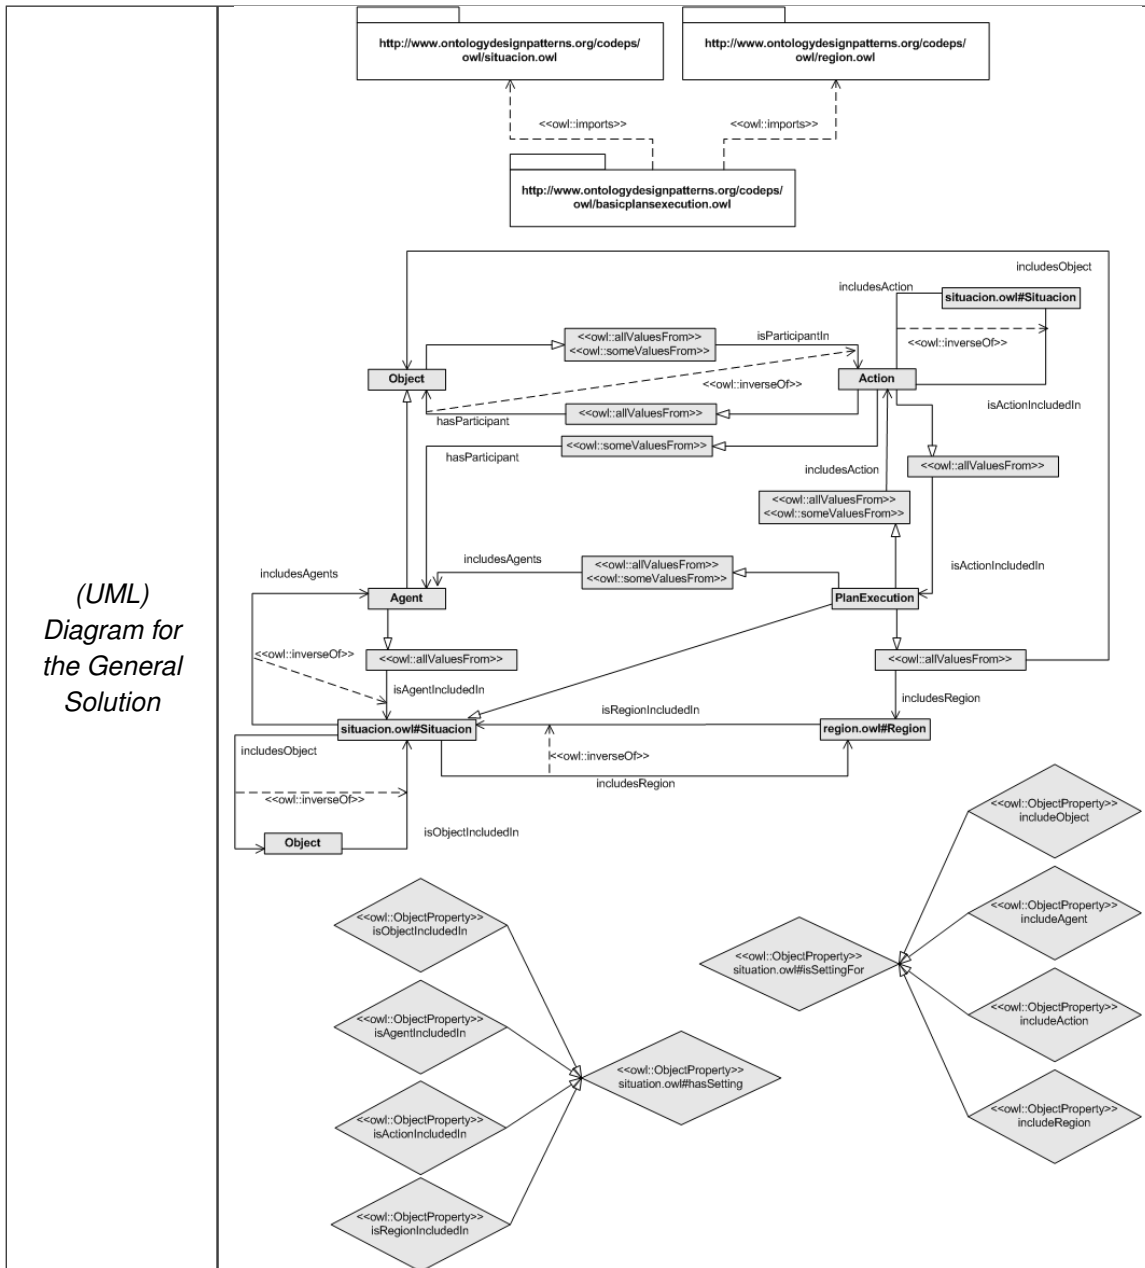 http://www.ontologydesignpatterns.org/codeps/
owl/situacion.owl
http://www.ontologydesignpatterns.org/codeps/
owl/region.owl
<<owl::imports>>
<<owl::imports>>
http://www.ontologydesignpatterns.org/codeps/
owl/basicplansexecution.owl
includesObject
includesAction
situacion.owl#Situacion
<<owl::allValuesFrom>>
<<owl::someValuesFrom>>
isParticipantIn
<<owl::inverseOf>>
Object
<<owl::inverseOf>>
Action
hasParticipant
<<owl::allValuesFrom>>
isActionIncludedIn
hasParticipant
<<owl::someValuesFrom>>
includesAction
<<owl::allValuesFrom>>
<<owl::allValuesFrom>>
<<owl::someValuesFrom>>
includesAgents
includesAgents
<<owl::allValuesFrom>>
<<owl::someValuesFrom>>
isActionIncludedIn
Agent
PlanExecution
(UML)
Diagram for
the General
Solution
<<owl::inverseOf>>
<<owl::allValuesFrom>>
<<owl::allValuesFrom>>
isAgentIncludedIn
includesRegion
isRegionIncludedIn
situacion.owl#Situacion
region.owl#Region
includesObject
<<owl::inverseOf>>
includesRegion
<<owl::inverseOf>>
isObjectIncludedIn
Object
<<owl::ObjectProperty>>
includeObject
<<owl::ObjectProperty>>
isObjectIncludedIn
<<owl::ObjectProperty>>
includeAgent
<<owl::ObjectProperty>>
situation.owl#isSettingFor
<<owl::ObjectProperty>>
isAgentIncludedIn
<<owl::ObjectProperty>>
includeAction
<<owl::ObjectProperty>>
situation.owl#hasSetting
<<owl::ObjectProperty>>
isActionIncludedIn
<<owl::ObjectProperty>>
includeRegion
<<owl::ObjectProperty>>
isRegionIncludedIn